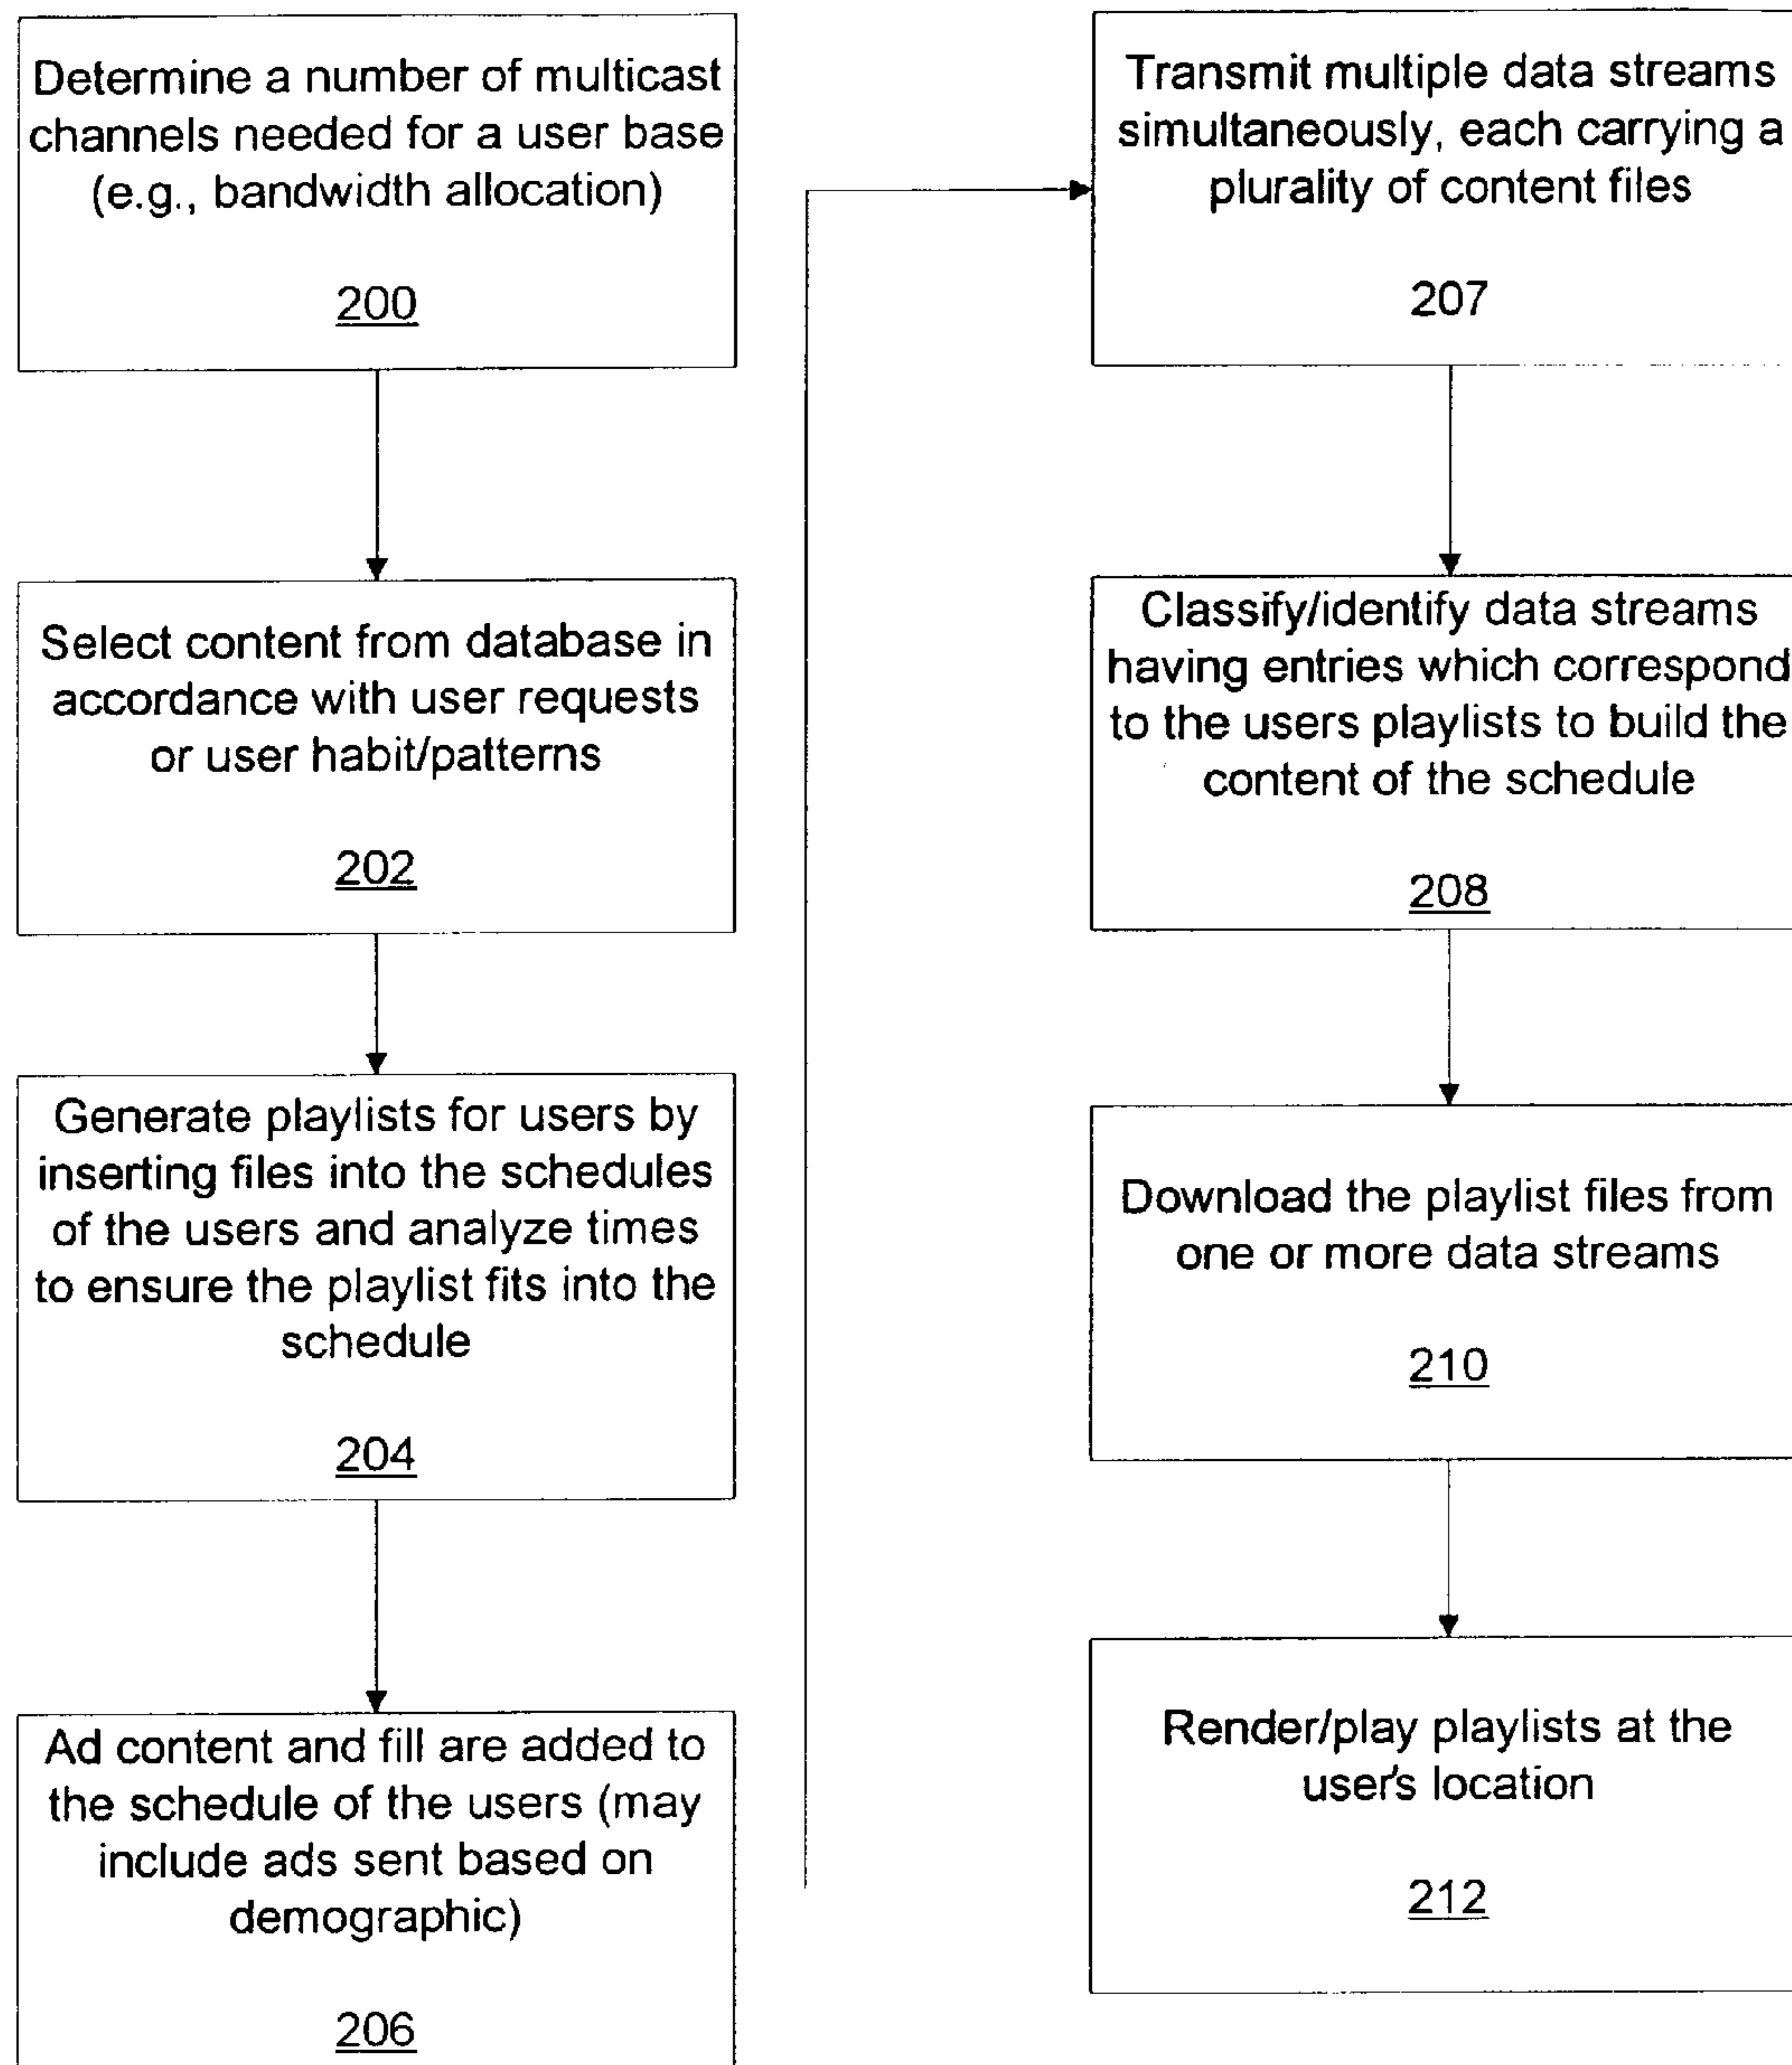 Determine a number of multicast
channels needed for a user base
(e.g., bandwidth allocation)
200
Select content from database in
accordance with user requests
or user habit/patterns
202
Generate playlists for users by
inserting files into the schedules
of the users and analyze times
to ensure the playlist fits into the
schedule
204
Ad content and fill are added to
the schedule of the users (may
include ads sent based on
demographic)
206
Transmit multiple data streams
simultaneously, each carrying a
plurality of content files
207
Classify/identify data streams
having entries which correspond
to the users playlists to build the
content of the schedule
208
Download the playlist files from
one or more data streams
210
Render/play playlists at the
user's location
212